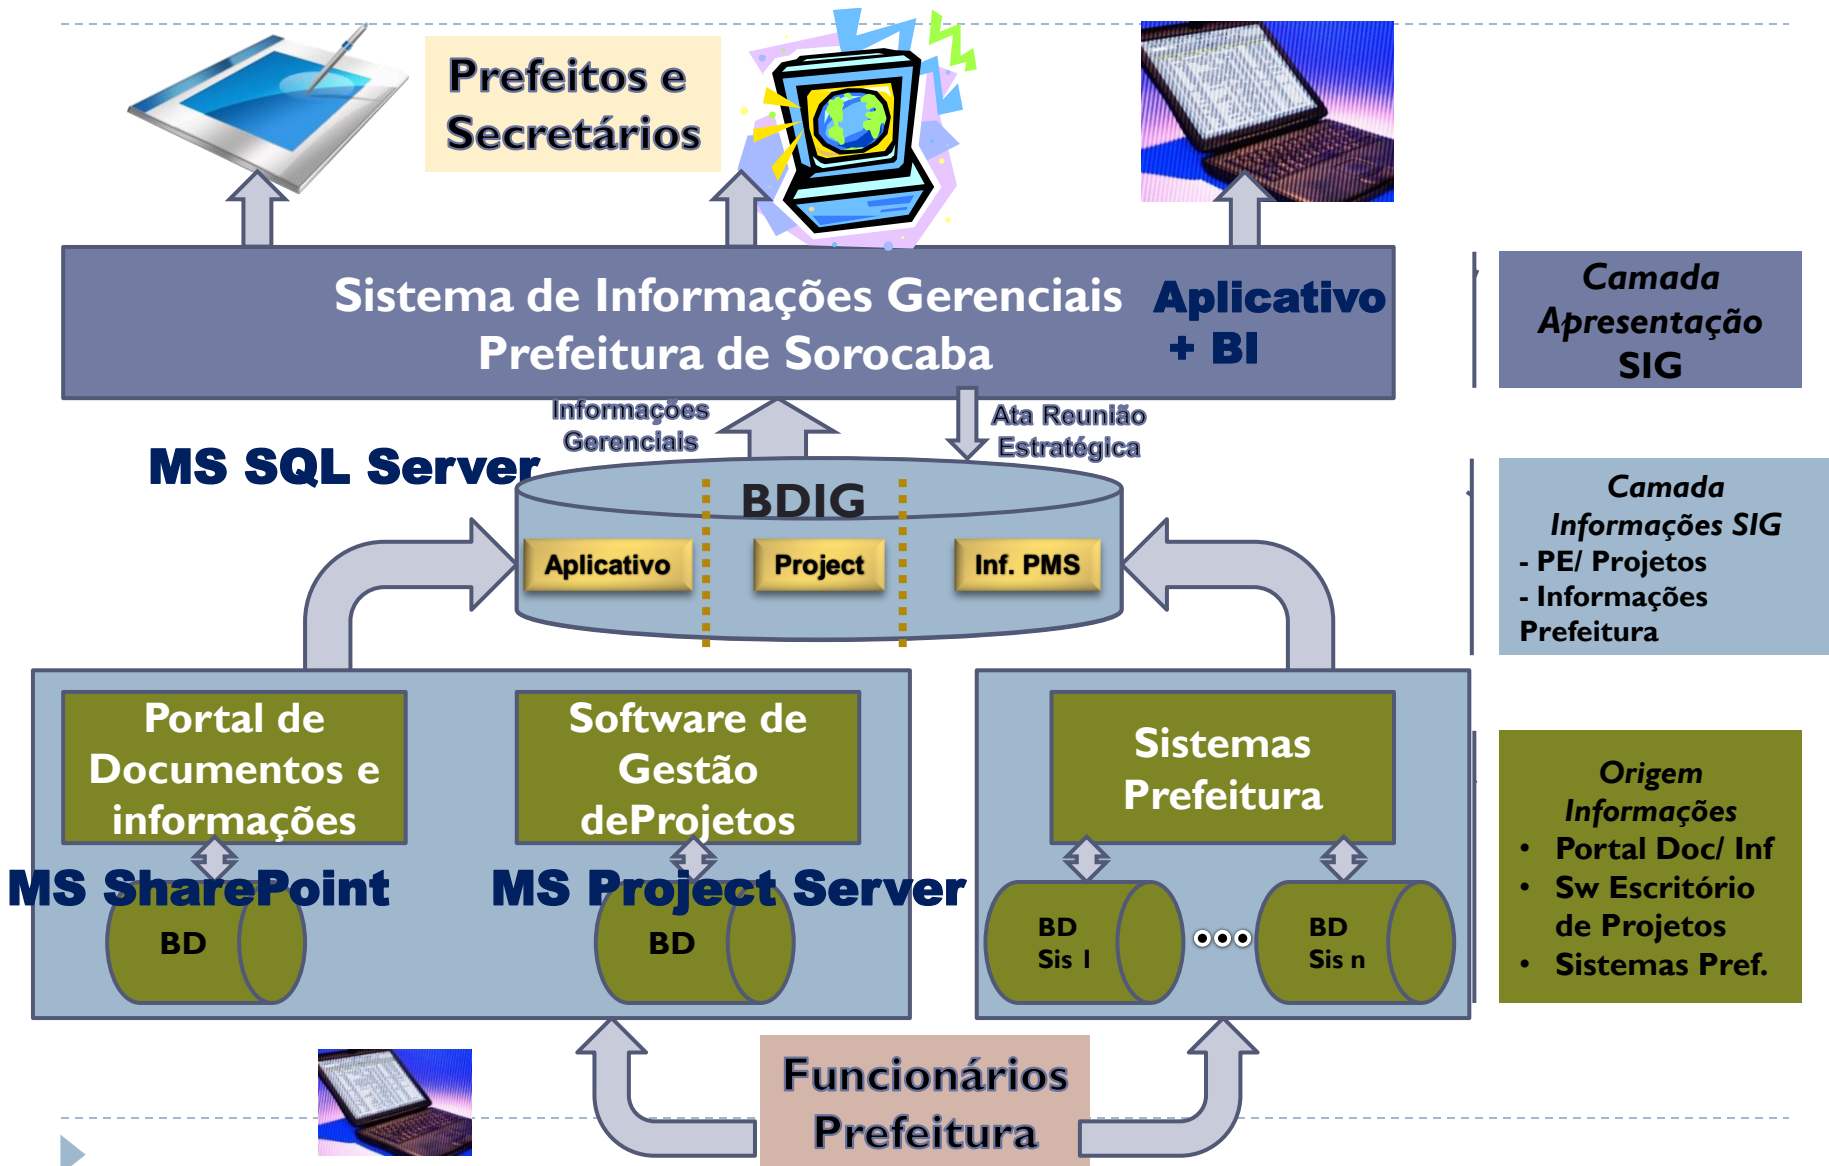 Prefeitos e
Secretários
Sistema de Informações Gerenciais
Prefeitura de Sorocaba
Aplicativo
+ BI
Camada
Apresentação
SIG
Informações
Gerenciais
Ata Reunião
Estratégica
MS SQL Server
BDIG
Aplicativo
Project
Inf. PMS
Camada
Informações SIG
- PE/ Projetos
- Informações
Prefeitura
Portal de
Documentos e
informações
Software de
Gestão
deProjetos
Sistemas
Prefeitura
MS SharePoint
MS Project Server
BD
BD
BD
Sis 1
BD
Sis n
Origem
Informações
• Portal Doc/ Inf
• Sw Escritório
de Projetos
• Sistemas Pref.
Funcionários
Prefeitura